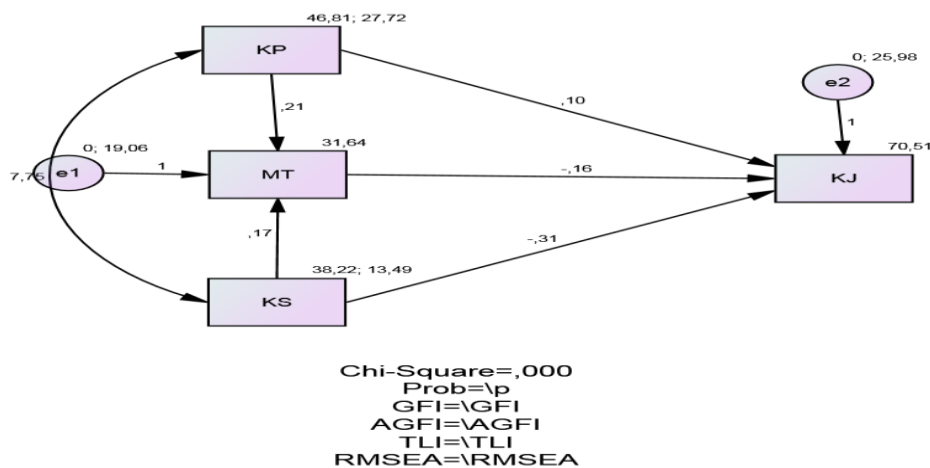 46,81; 27,72
KP
0; 25,98
e2
,21
,10
1
0; 19,06
31,64
70,51
7,75
e1
1
MT
-,16
KJ
,17
-,31
38,22; 13,49
KS
Chi-Square=,000
Prob=\p
GFI=\GFI
AGFI=\AGFI
TLI=\TLI
RMSEA=\RMSEA